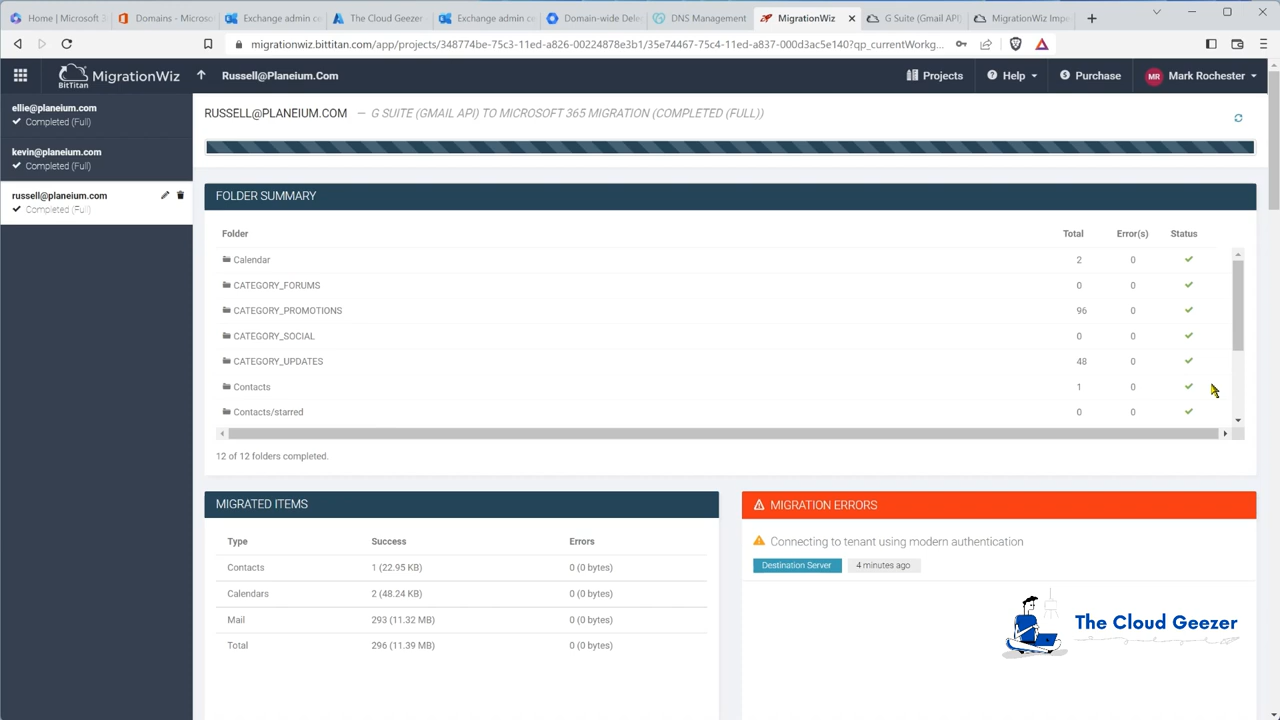 Home | Microsoft 3
Domains - Microso
Exchange admin ce
The Cloud Geezer
Exchange admin ce
Domain-wide Dele
DNS Management
MigrationWiz
G Suite (Gmail API)
MigrationWiz Impe
migrationwiz.bittitan.com/app/projects/348774be-75c3-11ed-a826-00224878e3b1/35e74467-75c4-11ed-a837-000d3ac5e140?qp_currentWorkg...
BitTitan MigrationWiz
Russell@Planeium.Com
Projects
Help
Purchase
MR
Mark Rochester
ellie@planeium.com
Completed (Full)
kevin@planeium.com
Completed (Full)
russell@planeium.com
Completed (Full)
RUSSELL@PLANEIUM.COM — G SUITE (GMAIL API) TO MICROSOFT 365 MIGRATION (COMPLETED (FULL))
FOLDER SUMMARY
Folder Total Error(s) Status
Calendar 2 0
CATEGORY_FORUMS 0 0
CATEGORY_PROMOTIONS 96 0
CATEGORY_SOCIAL 0 0
CATEGORY_UPDATES 48 0
Contacts 1 0
Contacts/starred 0 0
12 of 12 folders completed.
MIGRATED ITEMS
Type Success Errors
Contacts 1 (22.95 KB) 0 (0 bytes)
Calendars 2 (48.24 KB) 0 (0 bytes)
Mail 293 (11.32 MB) 0 (0 bytes)
Total 296 (11.39 MB) 0 (0 bytes)
MIGRATION ERRORS
Connecting to tenant using modern authentication
Destination Server 4 minutes ago
The Cloud Geezer